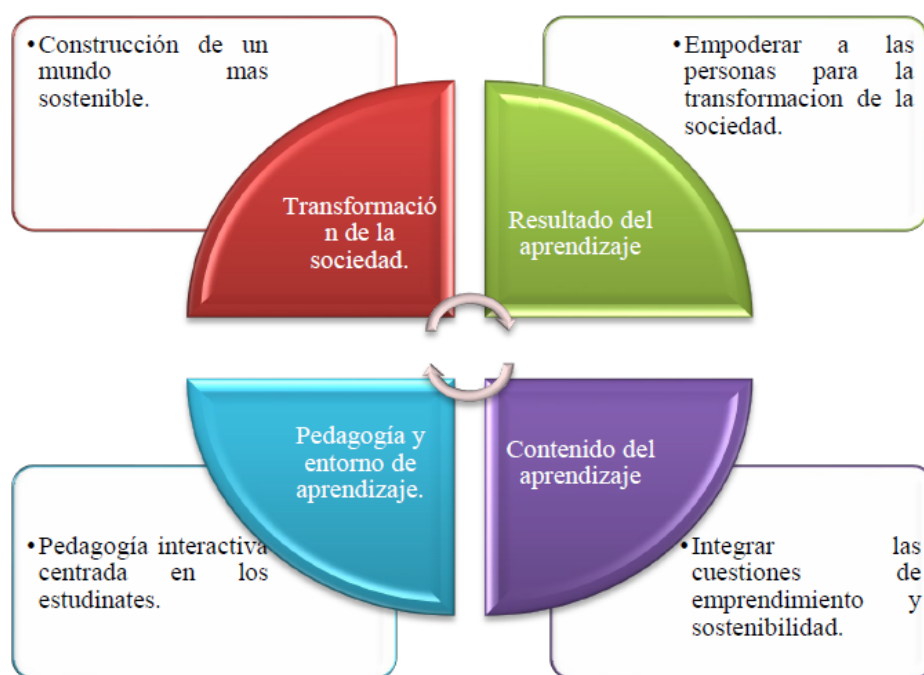 •Construcción de un
mundo mas
sostenible.
•Empoderar a las
personas para la
transformacion de la
sociedad.
Transformació
n de la
sociedad.
Resultado del
aprendizaje
Pedagogía y
entorno de
aprendizaje.
Contenido del
aprendizaje
•Pedagogía interactiva
centrada en los
estudinates.
•Integrar las
cuestiones de
emprendimiento y
sostenibilidad.